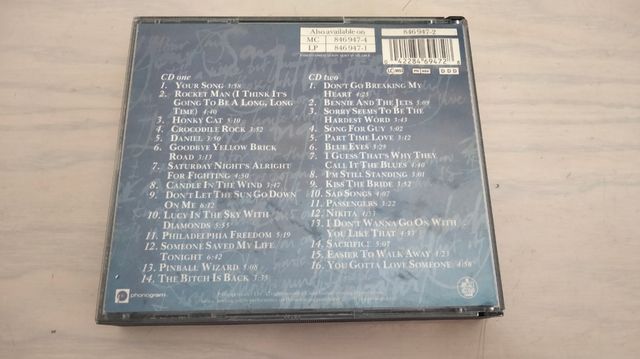 Also available on
MC 846 947-4
LP 846 947-1
846 947-2
CD one
1. Your Song 3:58
2. Rocket Man (I Think It's
Going To Be A Long, Long
Time) 4:40
3. Honky Cat 5:10
4. Crocodile Rock 3:52
5. Daniel 3:50
6. Goodbye Yellow Brick
Road 3:13
7. Saturday Night's Alright
For Fighting 4:50
8. Candle In The Wind 3:47
9. Don't Let The Sun Go Down
On Me 6:12
10. Lucy In The Sky With
Diamonds 5:55
11. Philadelphia Freedom 5:19
12. Someone Saved My Life
Tonight 6:42
13. Pinball Wizard 5:08
14. The Bitch Is Back 3:35
CD two
1. Don't Go Breaking My
Heart 4:25
2. Bennie And The Jets 5:09
3. Sorry Seems To Be The
Hardest Word 3:43
4. Song For Guy 5:02
5. Part Time Love 3:12
6. Blue Eyes 3:25
7. I Guess That's Why They
Call It The Blues 4:40
8. I'm Still Standing 3:01
9. Kiss The Bride 3:52
10. Sad Songs 4:07
11. Passengers 3:22
12. Nikita 4:53
13. I Don't Wanna Go On With
You Like That 4:33
14. Sacrifice 5:07
15. Easier To Walk Away 4:23
16. You Gotta Love Someone 4:58
phonogram